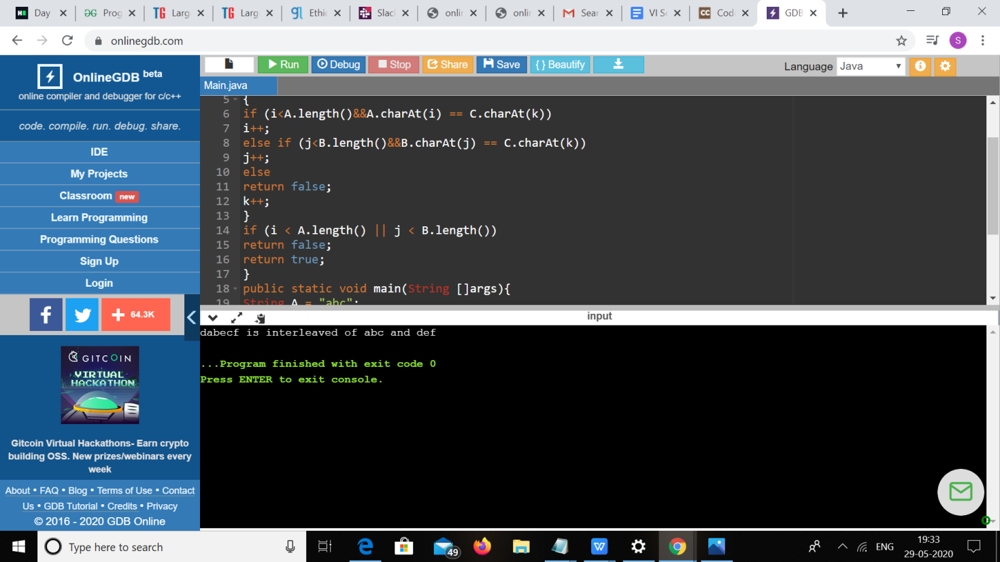 Day
Prog
Larg
Larg
Ethi
Slac
onlin
onlin
Sear
VI Se
Cod
GDB
onlinegdb.com
S
OnlineGDB beta
online compiler and debugger for c/c++
code. compile. run. debug. share.
IDE
My Projects
Classroom new
Learn Programming
Programming Questions
Sign Up
Login
64.3K
GITCOIN
VIRTUAL
HACKATHON
Gitcoin Virtual Hackathons- Earn crypto
building OSS. New prizes/webinars every
week
About • FAQ • Blog • Terms of Use • Contact
Us • GDB Tutorial • Credits • Privacy
© 2016 - 2020 GDB Online
Run Debug Stop Share Save {} Beautify
Language Java
Main.java
5 {
6 if (i<A.length()&&A.charAt(i) == C.charAt(k))
7 i++;
8 else if (j<B.length()&&B.charAt(j) == C.charAt(k))
9 j++;
10 else
11 return false;
12 k++;
13 }
14 if (i < A.length() || j < B.length())
15 return false;
16 return true;
17 }
18 public static void main(String []args){
19 String A = "abc";
input
dabecf is interleaved of abc and def
...Program finished with exit code 0
Press ENTER to exit console.
Type here to search
49
ENG
19:33
29-05-2020